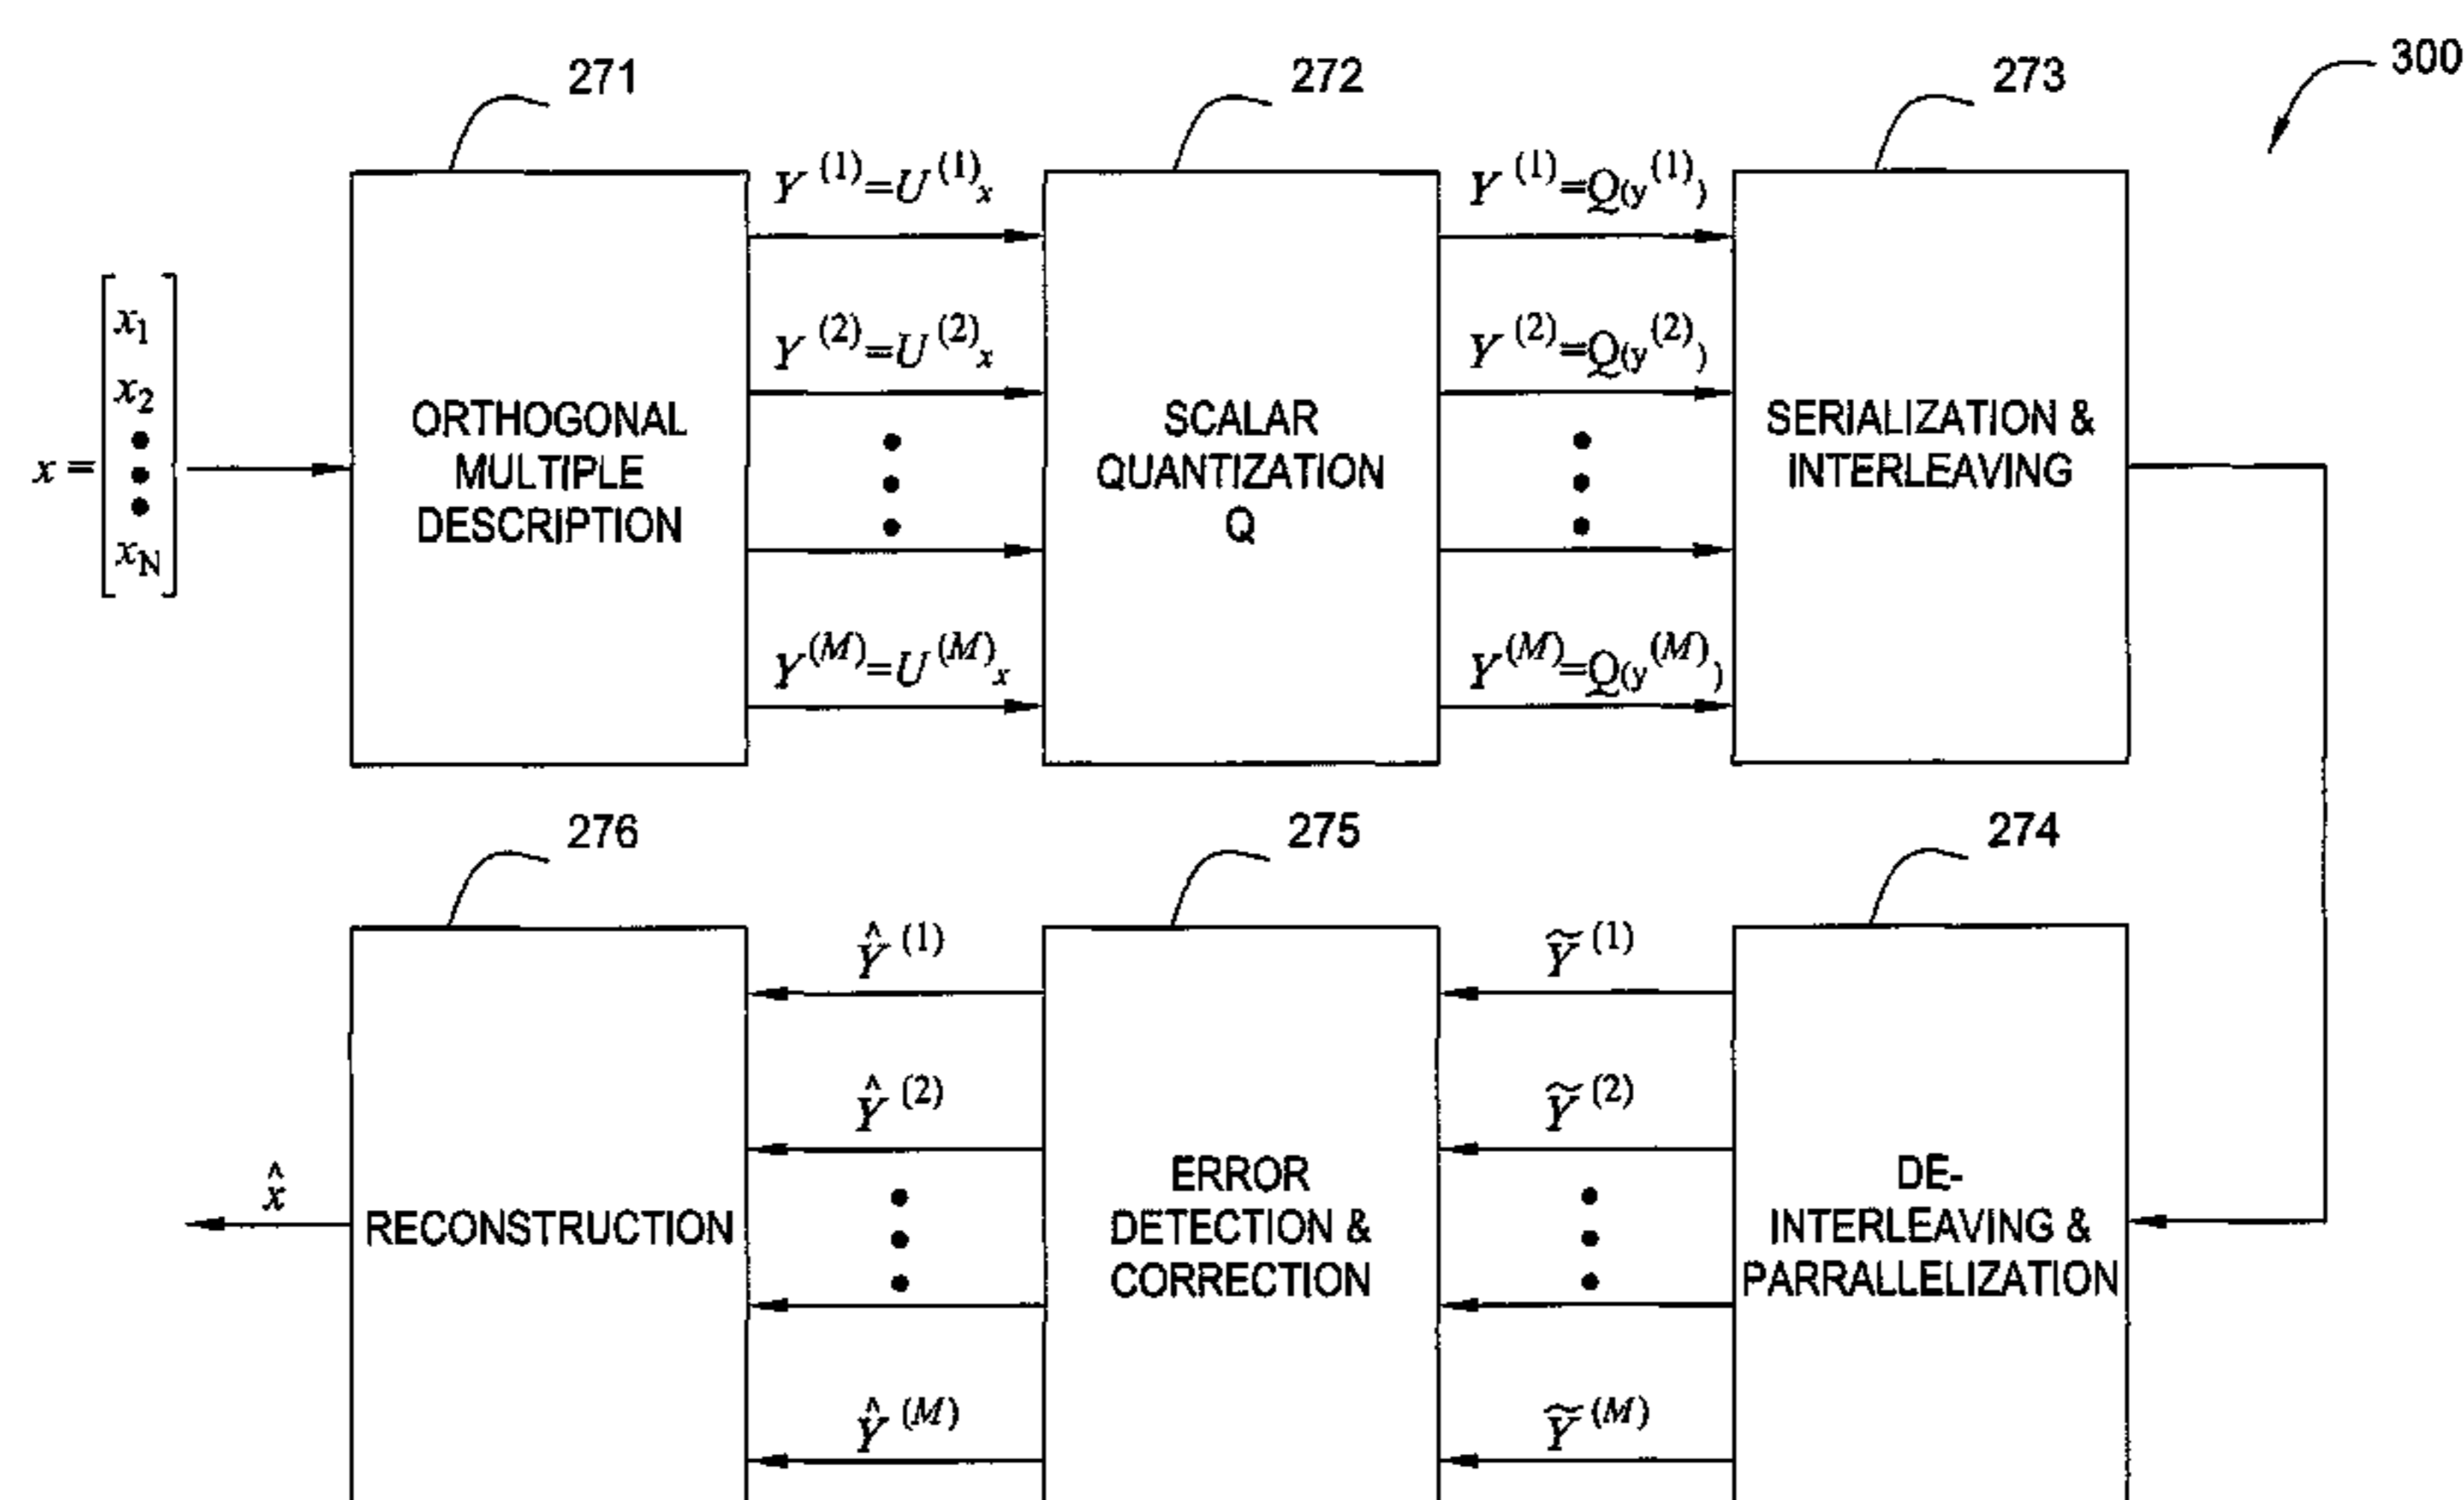 300
271
272
273
Y^(1)=U^(1)x
Y^(1)=Q(y^(1))
Y^(2)=U^(2)x
Y^(2)=Q(y^(2))
Y^(M)=U^(M)x
Y^(M)=Q(y^(M))
x =
x1
x2
xN
ORTHOGONAL
MULTIPLE
DESCRIPTION
SCALAR
QUANTIZATION
Q
SERIALIZATION &
INTERLEAVING
276
275
274
Ŷ^(1)
Ỹ^(1)
Ŷ^(2)
Ỹ^(2)
Ŷ^(M)
Ỹ^(M)
x̂
RECONSTRUCTION
ERROR
DETECTION &
CORRECTION
DE-
INTERLEAVING &
PARRALLELIZATION